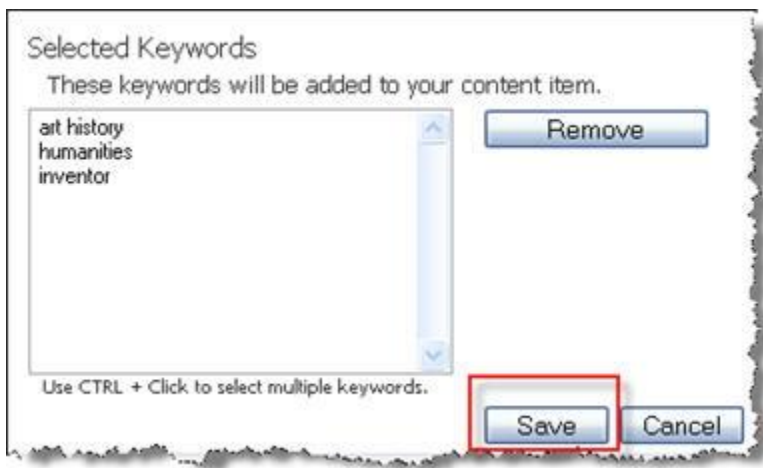 Selected Keywords
These keywords will be added to your content item.
art history
humanities
inventor
Remove
Use CTRL + Click to select multiple keywords.
Save
Cancel